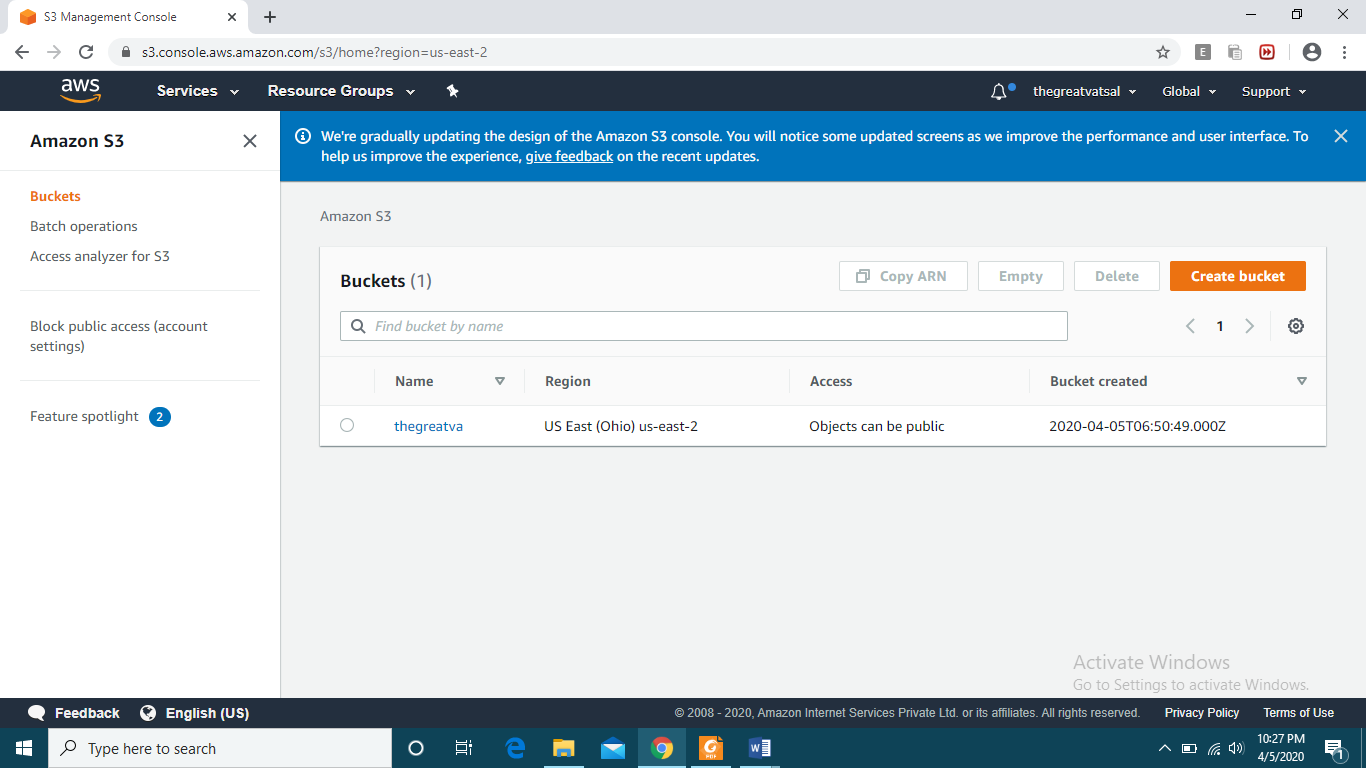 S3 Management Console
s3.console.aws.amazon.com/s3/home?region=us-east-2
E
aws
Services
Resource Groups
thegreatvatsal
Global
Support
Amazon S3
Buckets
Batch operations
Access analyzer for S3
Block public access (account
settings)
Feature spotlight 2
We're gradually updating the design of the Amazon S3 console. You will notice some updated screens as we improve the performance and user interface. To
help us improve the experience, give feedback on the recent updates.
Amazon S3
Buckets (1)
Copy ARN
Empty
Delete
Create bucket
Find bucket by name
1
Name
Region
Access
Bucket created
thegreatva
US East (Ohio) us-east-2
Objects can be public
2020-04-05T06:50:49.000Z
Activate Windows
Go to Settings to activate Windows.
Feedback
English (US)
© 2008 - 2020, Amazon Internet Services Private Ltd. or its affiliates. All rights reserved.
Privacy Policy
Terms of Use
Type here to search
10:27 PM
4/5/2020
1